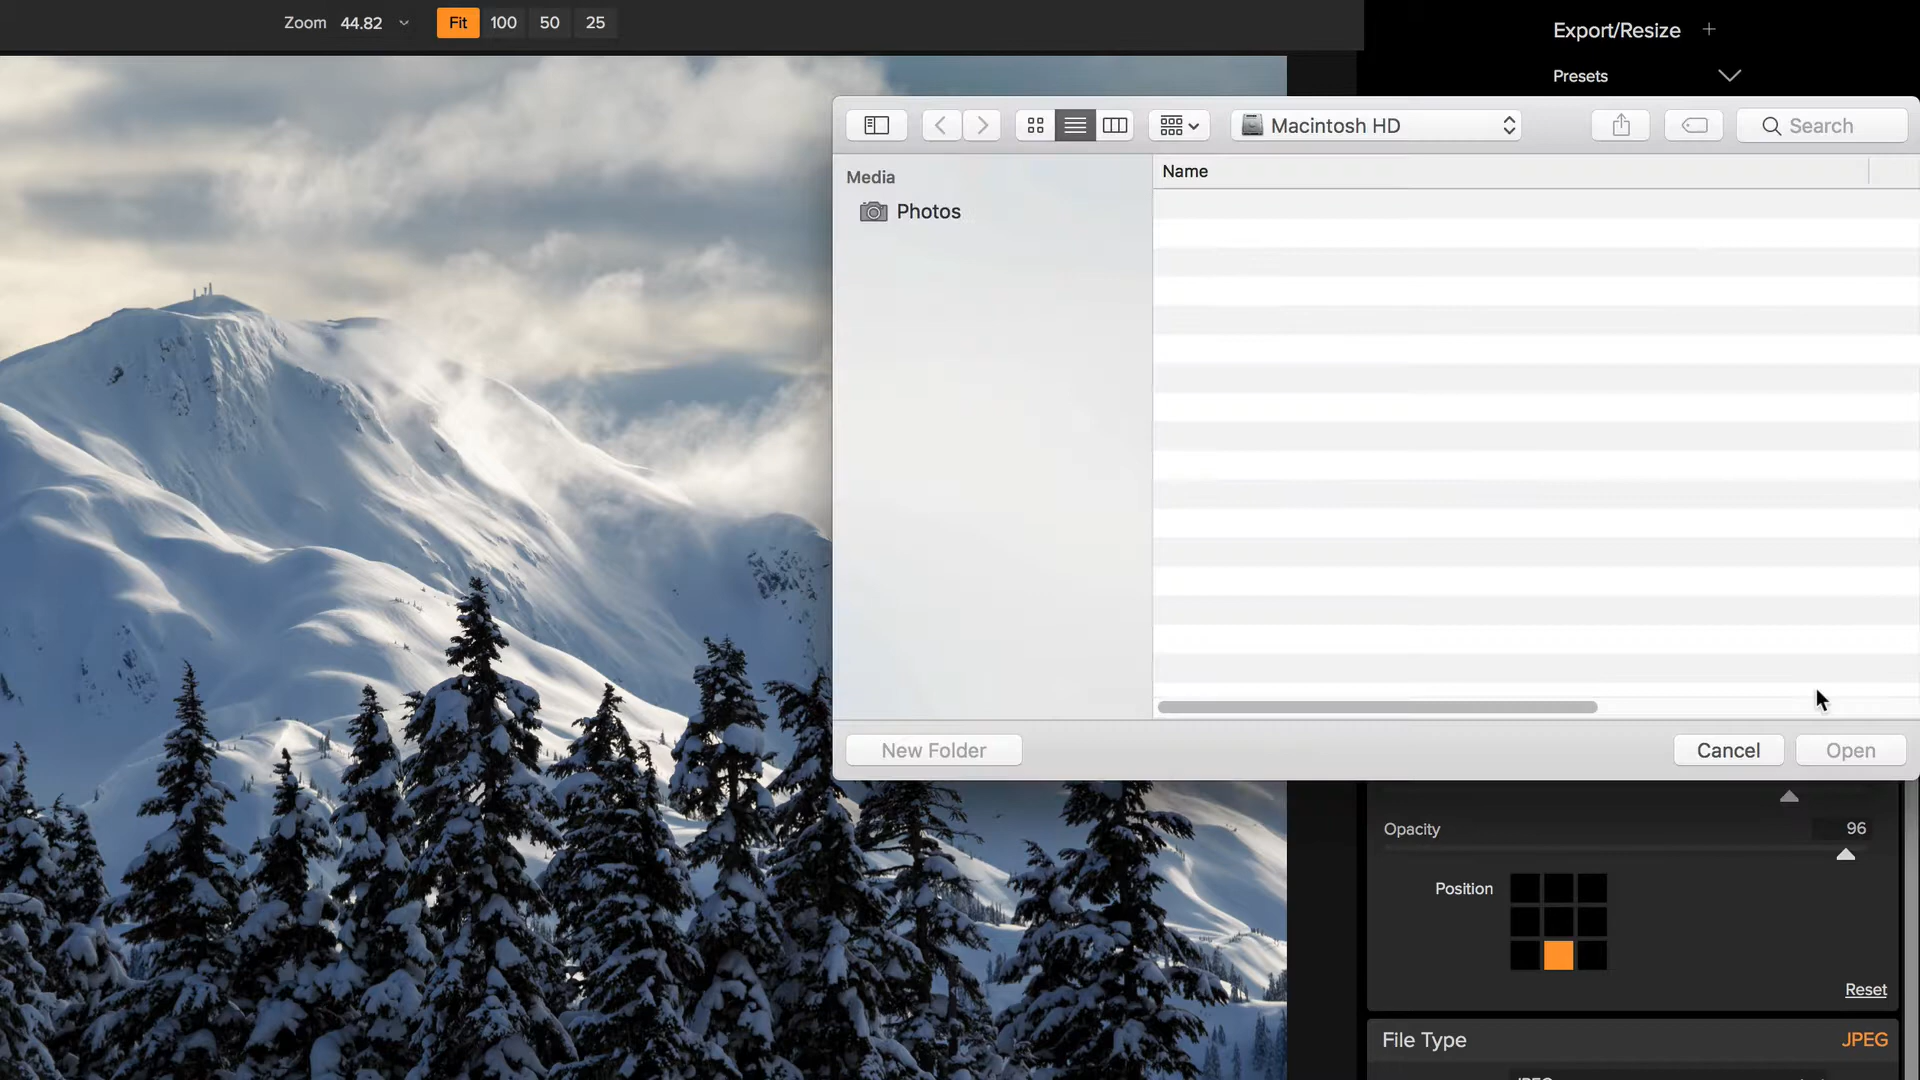 Zoom 44.82 Fit 100 50 25
Export/Resize +
Presets
Macintosh HD
Search
Media
Photos
Name
New Folder
Cancel
Open
Opacity 96
Position
Reset
File Type JPEG
JPEG